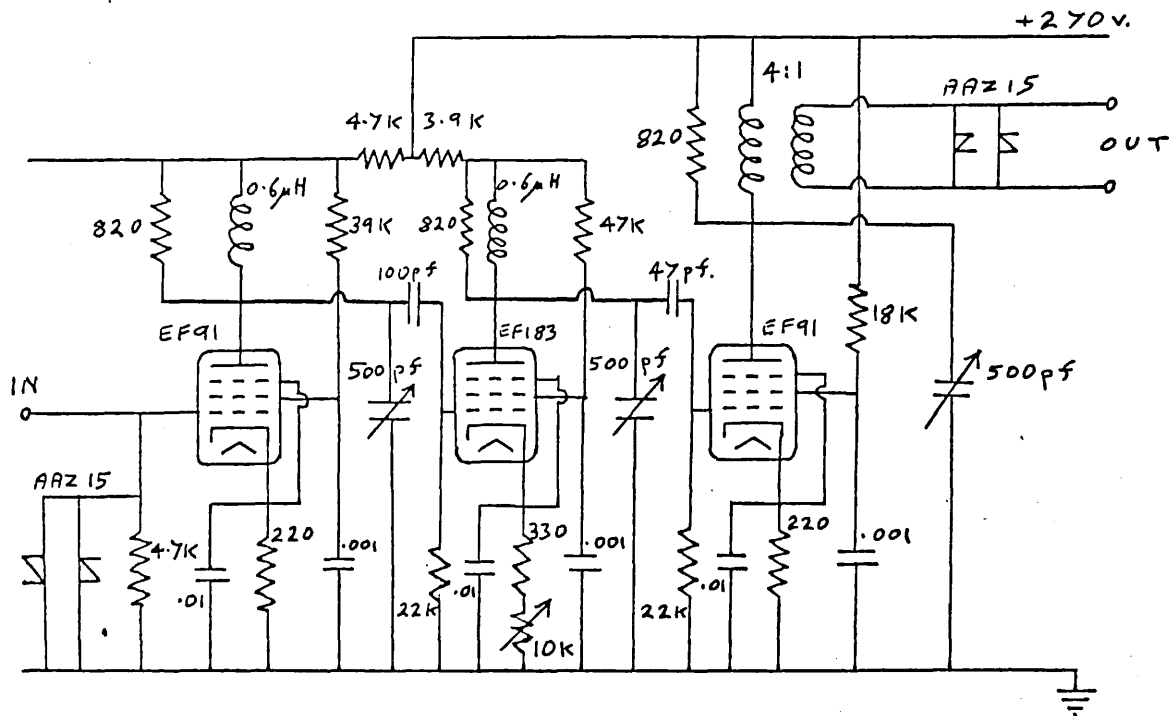 +270v.
4:1
AAZ15
4.7K
3.9K
820
OUT
0.6µH
0.6µH
820
39K
820
47K
100pf
47pf.
18K
EF91
EF183
EF91
500pf
500pf
500pf
IN
AAZ15
4.7K
220
.001
330
.001
220
.001
.01
22K
.01
10K
22K
.01